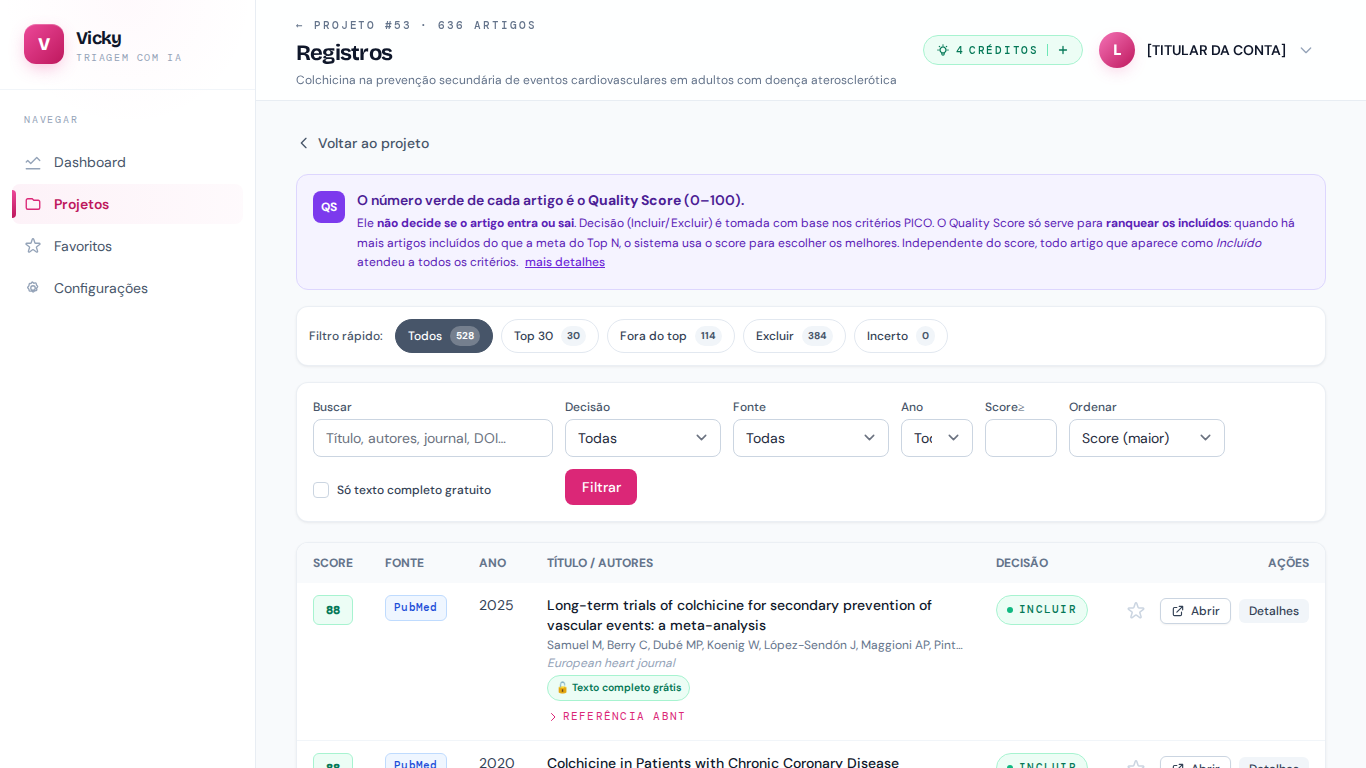 V
Vicky
TRIAGEM COM IA
NAVEGAR
Dashboard
Projetos
Favoritos
Configurações
← PROJETO #53 · 636 ARTIGOS
Registros
Colchicina na prevenção secundária de eventos cardiovasculares em adultos com doença aterosclerótica
4 CRÉDITOS +
L
[TITULAR DA CONTA]
Voltar ao projeto
QS
O número verde de cada artigo é o Quality Score (0–100).
Ele não decide se o artigo entra ou sai. Decisão (Incluir/Excluir) é tomada com base nos critérios PICO. O Quality Score só serve para ranquear os incluídos: quando há
mais artigos incluídos do que a meta do Top N, o sistema usa o score para escolher os melhores. Independente do score, todo artigo que aparece como Incluído
atendeu a todos os critérios. mais detalhes
Filtro rápido: Todos 528 Top 30 30 Fora do top 114 Excluir 384 Incerto 0
Buscar Decisão Fonte Ano Score≥ Ordenar
Título, autores, journal, DOI... Todas Todas Toc Score (maior)
Só texto completo gratuito Filtrar
SCORE FONTE ANO TÍTULO / AUTORES DECISÃO AÇÕES
88 PubMed 2025 Long-term trials of colchicine for secondary prevention of INCLUIR Abrir Detalhes
vascular events: a meta-analysis
Samuel M, Berry C, Dubé MP, Koenig W, López-Sendón J, Maggioni AP, Pint...
European heart journal
🔓 Texto completo grátis
REFERÊNCIA ABNT
88 PubMed 2020 Colchicine in Patients with Chronic Coronary Disease INCLUIR Abrir Detalhes